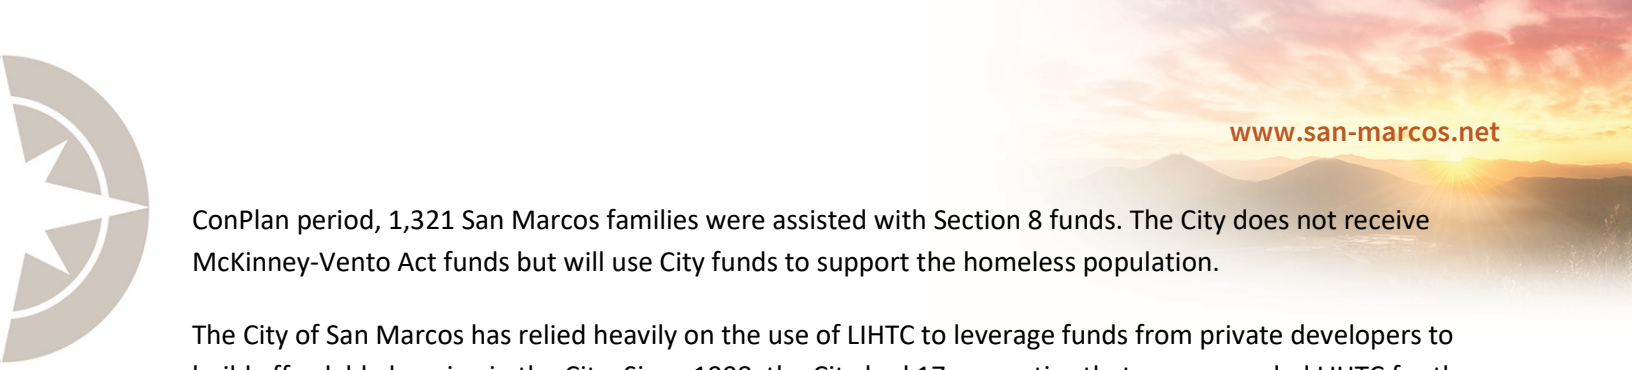 www.san-marcos.net
ConPlan period, 1,321 San Marcos families were assisted with Section 8 funds. The City does not receive
McKinney-Vento Act funds but will use City funds to support the homeless population.
The City of San Marcos has relied heavily on the use of LIHTC to leverage funds from private developers to